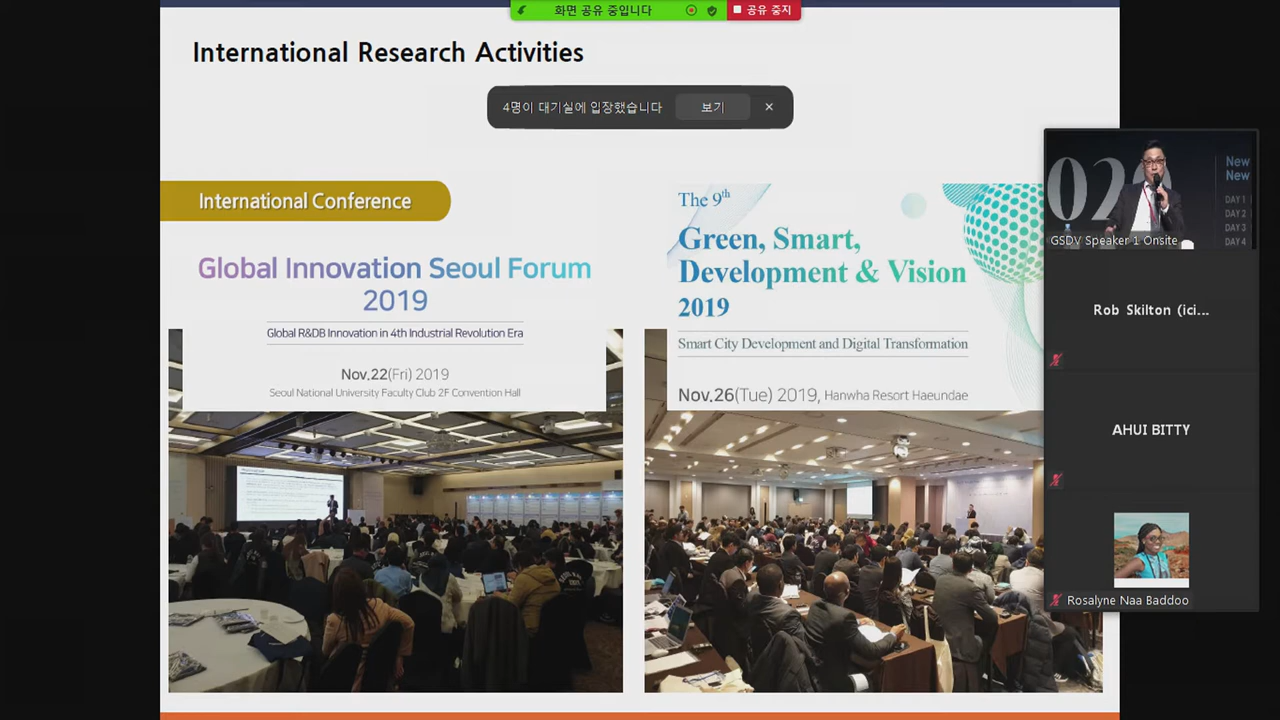 화면 공유 중입니다
공유 중지
International Research Activities
4명이 대기실에 입장했습니다 보기
International Conference
Global Innovation Seoul Forum
2019
Global R&DB Innovation in 4th Industrial Revolution Era
Nov.22(Fri) 2019
Seoul National University Faculty Club 2F Convention Hall
The 9th
Green, Smart,
Development & Vision
2019
Smart City Development and Digital Transformation
Nov.26(Tue) 2019, Hanwha Resort Haeundae
New
New
DAY 1
DAY 2
DAY 3
DAY 4
GSDV Speaker 1 Onsite
Rob Skilton (ici...
AHUI BITTY
Rosalyne Naa Baddoo